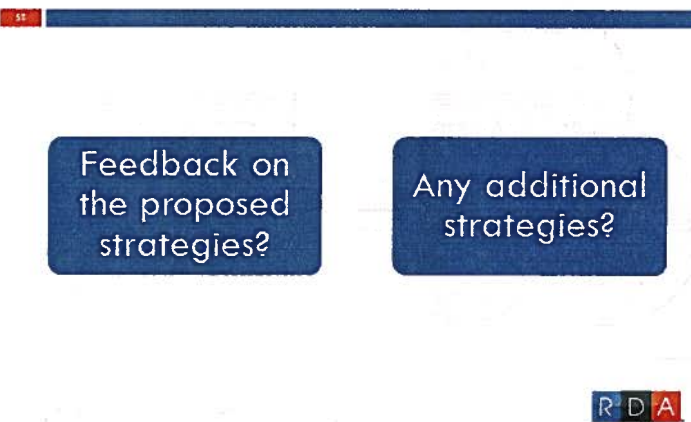 Feedback on
the proposed
strategies?
Any additional
strategies?
RDA